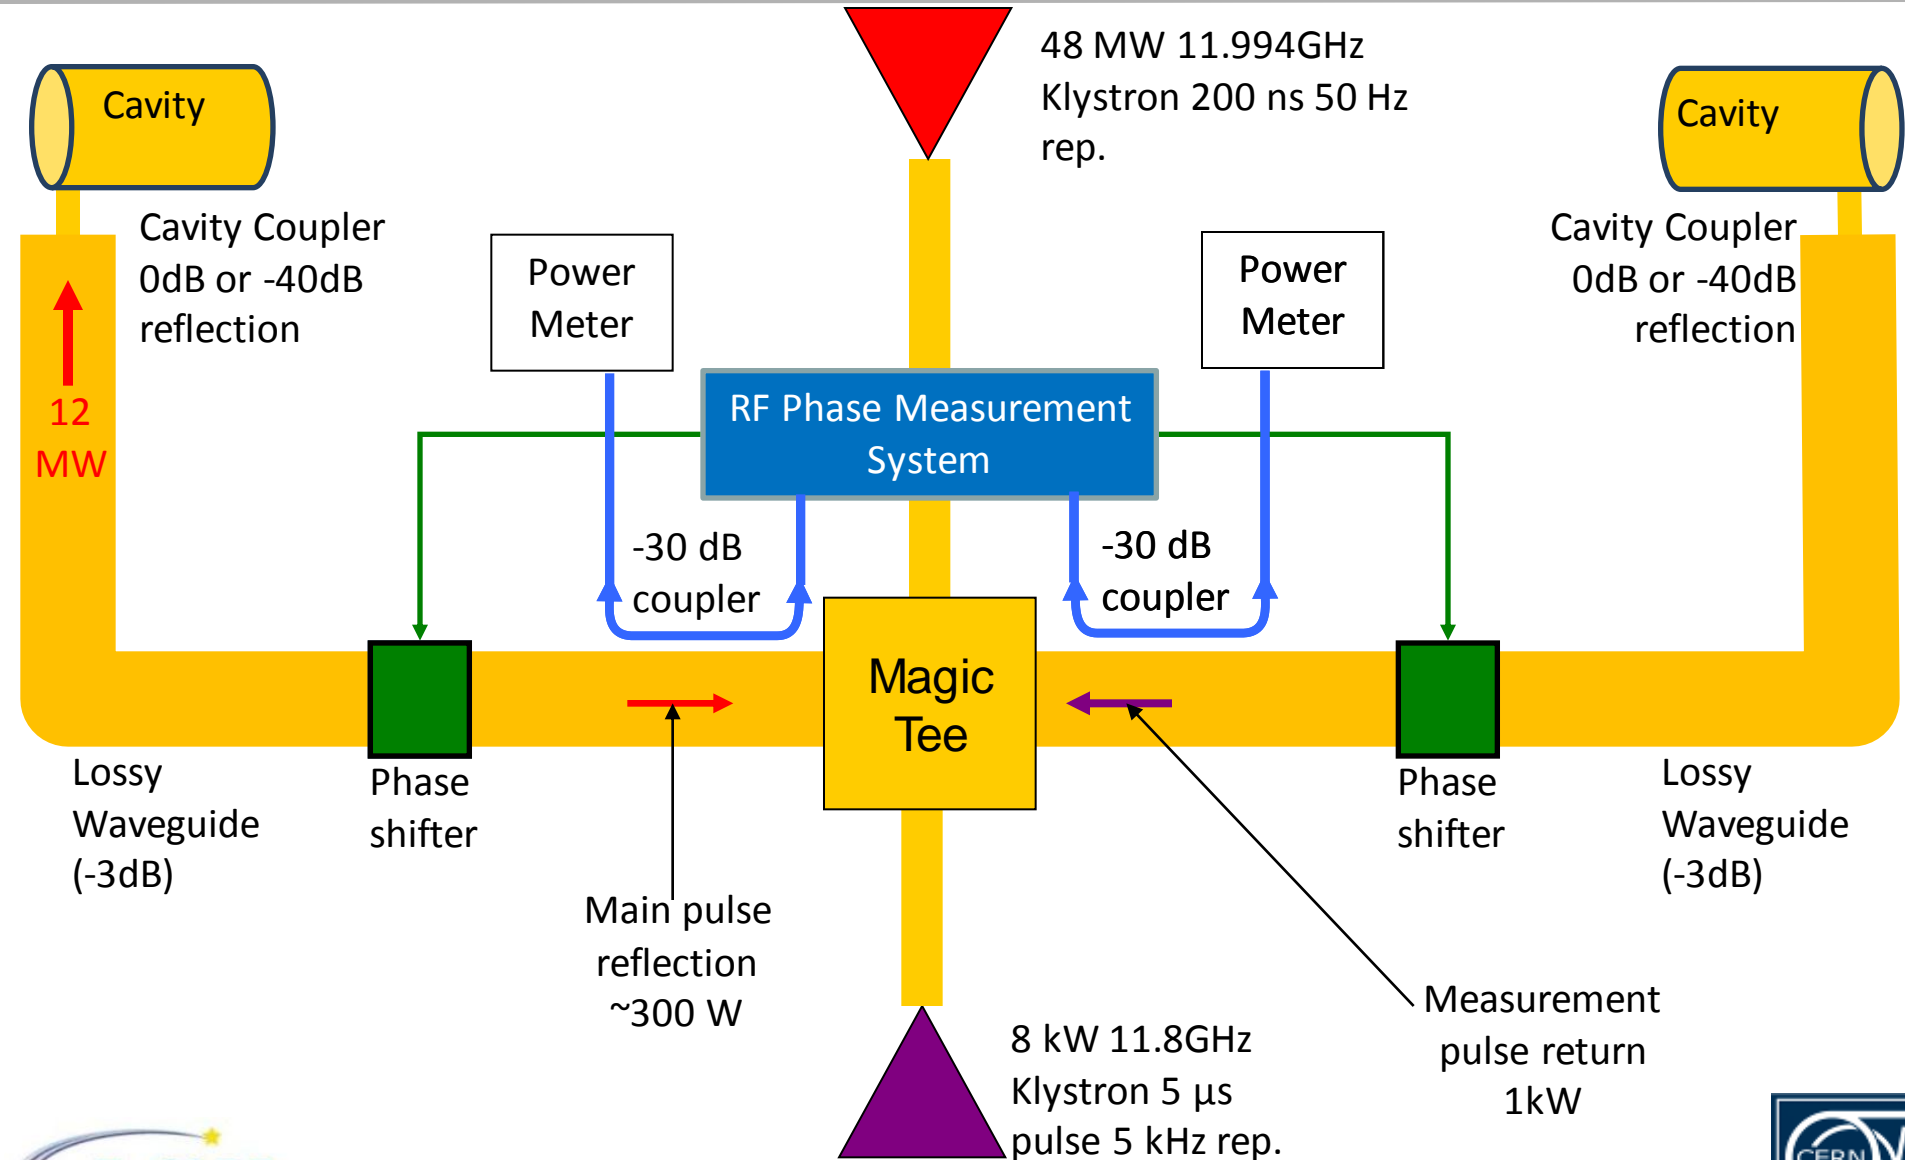 48 MW 11.994GHz
Klystron 200 ns 50 Hz
rep.
Cavity
Cavity
Cavity Coupler
0dB or -40dB
reflection
Power
Meter
Power
Meter
Cavity Coupler
0dB or -40dB
reflection
12
MW
RF Phase Measurement
System
-30 dB
coupler
-30 dB
coupler
Magic
Tee
Lossy
Waveguide
(-3dB)
Phase
shifter
Phase
shifter
Lossy
Waveguide
(-3dB)
Main pulse
reflection
~300 W
Measurement
pulse return
1kW
8 kW 11.8GHz
Klystron 5 μs
pulse 5 kHz rep.
CERN